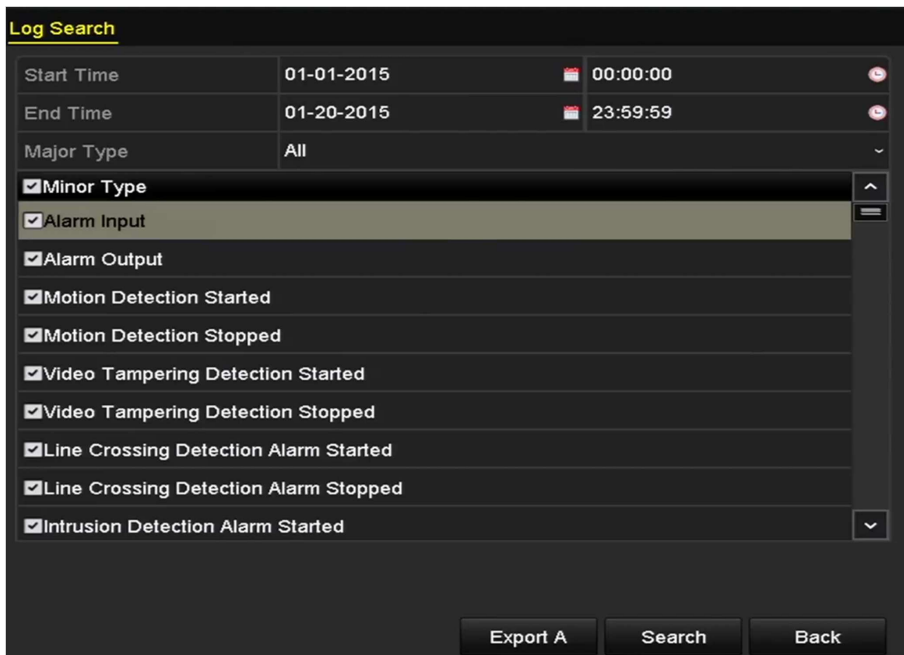 Log Search
Start Time 01-01-2015 00:00:00
End Time 01-20-2015 23:59:59
Major Type All
Minor Type
Alarm Input
Alarm Output
Motion Detection Started
Motion Detection Stopped
Video Tampering Detection Started
Video Tampering Detection Stopped
Line Crossing Detection Alarm Started
Line Crossing Detection Alarm Stopped
Intrusion Detection Alarm Started
Export A Search Back